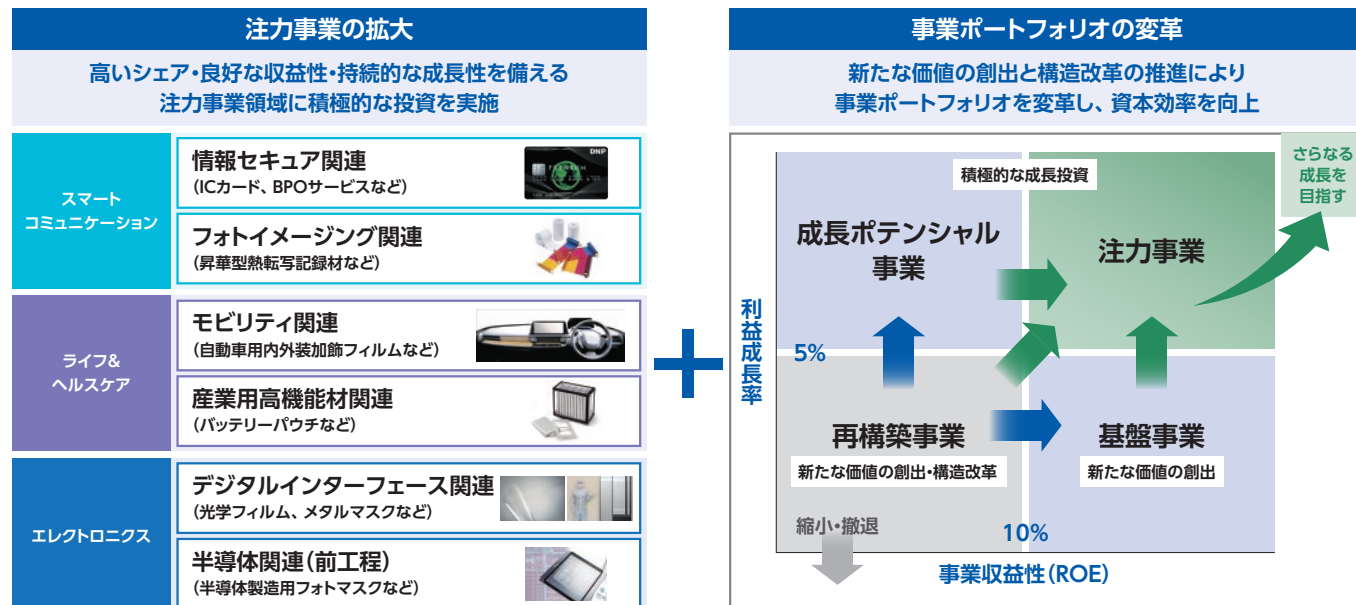 注力事業の拡大
高いシェア・良好な収益性・持続的な成長性を備える
注力事業領域に積極的な投資を実施
スマート
コミュニケーション
情報セキュア関連
(ICカード、BPOサービスなど)
DNP
PREMIUM
フォトイメージング関連
(昇華型熱転写記録材など)
ライフ&
ヘルスケア
モビリティ関連
(自動車用内外装加飾フィルムなど)
産業用高機能材関連
(バッテリーパウチなど)
エレクトロニクス
デジタルインターフェース関連
(光学フィルム、メタルマスクなど)
半導体関連(前工程)
(半導体製造用フォトマスクなど)
事業ポートフォリオの変革
新たな価値の創出と構造改革の推進により
事業ポートフォリオを変革し、資本効率を向上
さらなる
成長を
目指す
積極的な成長投資
成長ポテンシャル
事業
注力事業
利益成長率
5%
再構築事業
新たな価値の創出・構造改革
基盤事業
新たな価値の創出
縮小・撤退
10%
事業収益性(ROE)